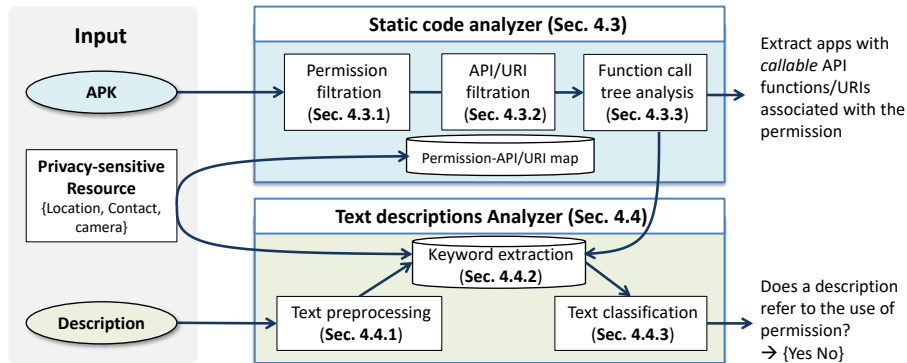 Input
APK
Privacy-sensitive
Resource
{Location, Contact,
camera}
Description
Static code analyzer (Sec. 4.3)
Permission
filtration
(Sec. 4.3.1)
API/URI
filtration
(Sec. 4.3.2)
Function call
tree analysis
(Sec. 4.3.3)
Permission-API/URI map
Extract apps with
callable API
functions/URIs
associated with the
permission
Text descriptions Analyzer (Sec. 4.4)
Keyword extraction
(Sec. 4.4.2)
Text preprocessing
(Sec. 4.4.1)
Text classification
(Sec. 4.4.3)
Does a description
refer to the use of
permission?
→ {Yes No}